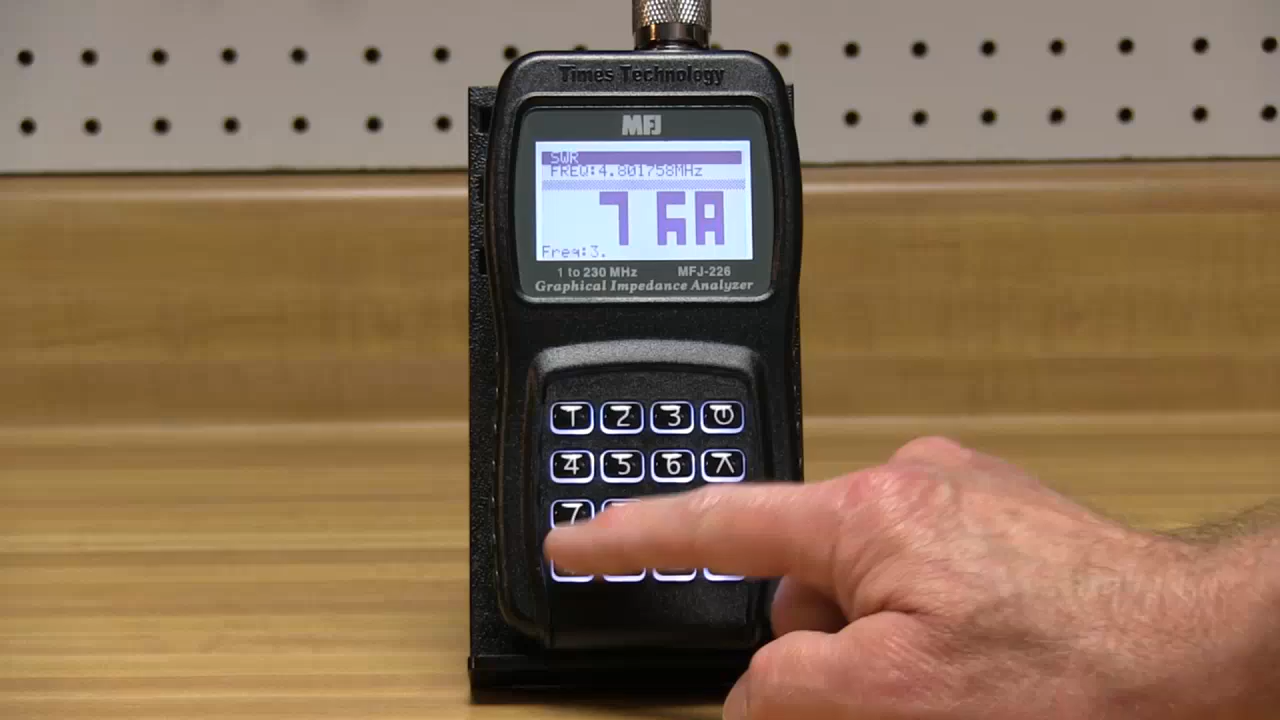 Times Technology
MFJ
SWR
FREQ:4.801758MHz
Freq:3.
1 to 230 MHz MFJ-226
Graphical Impedance Analyzer
1 2 3
4 5 6
7